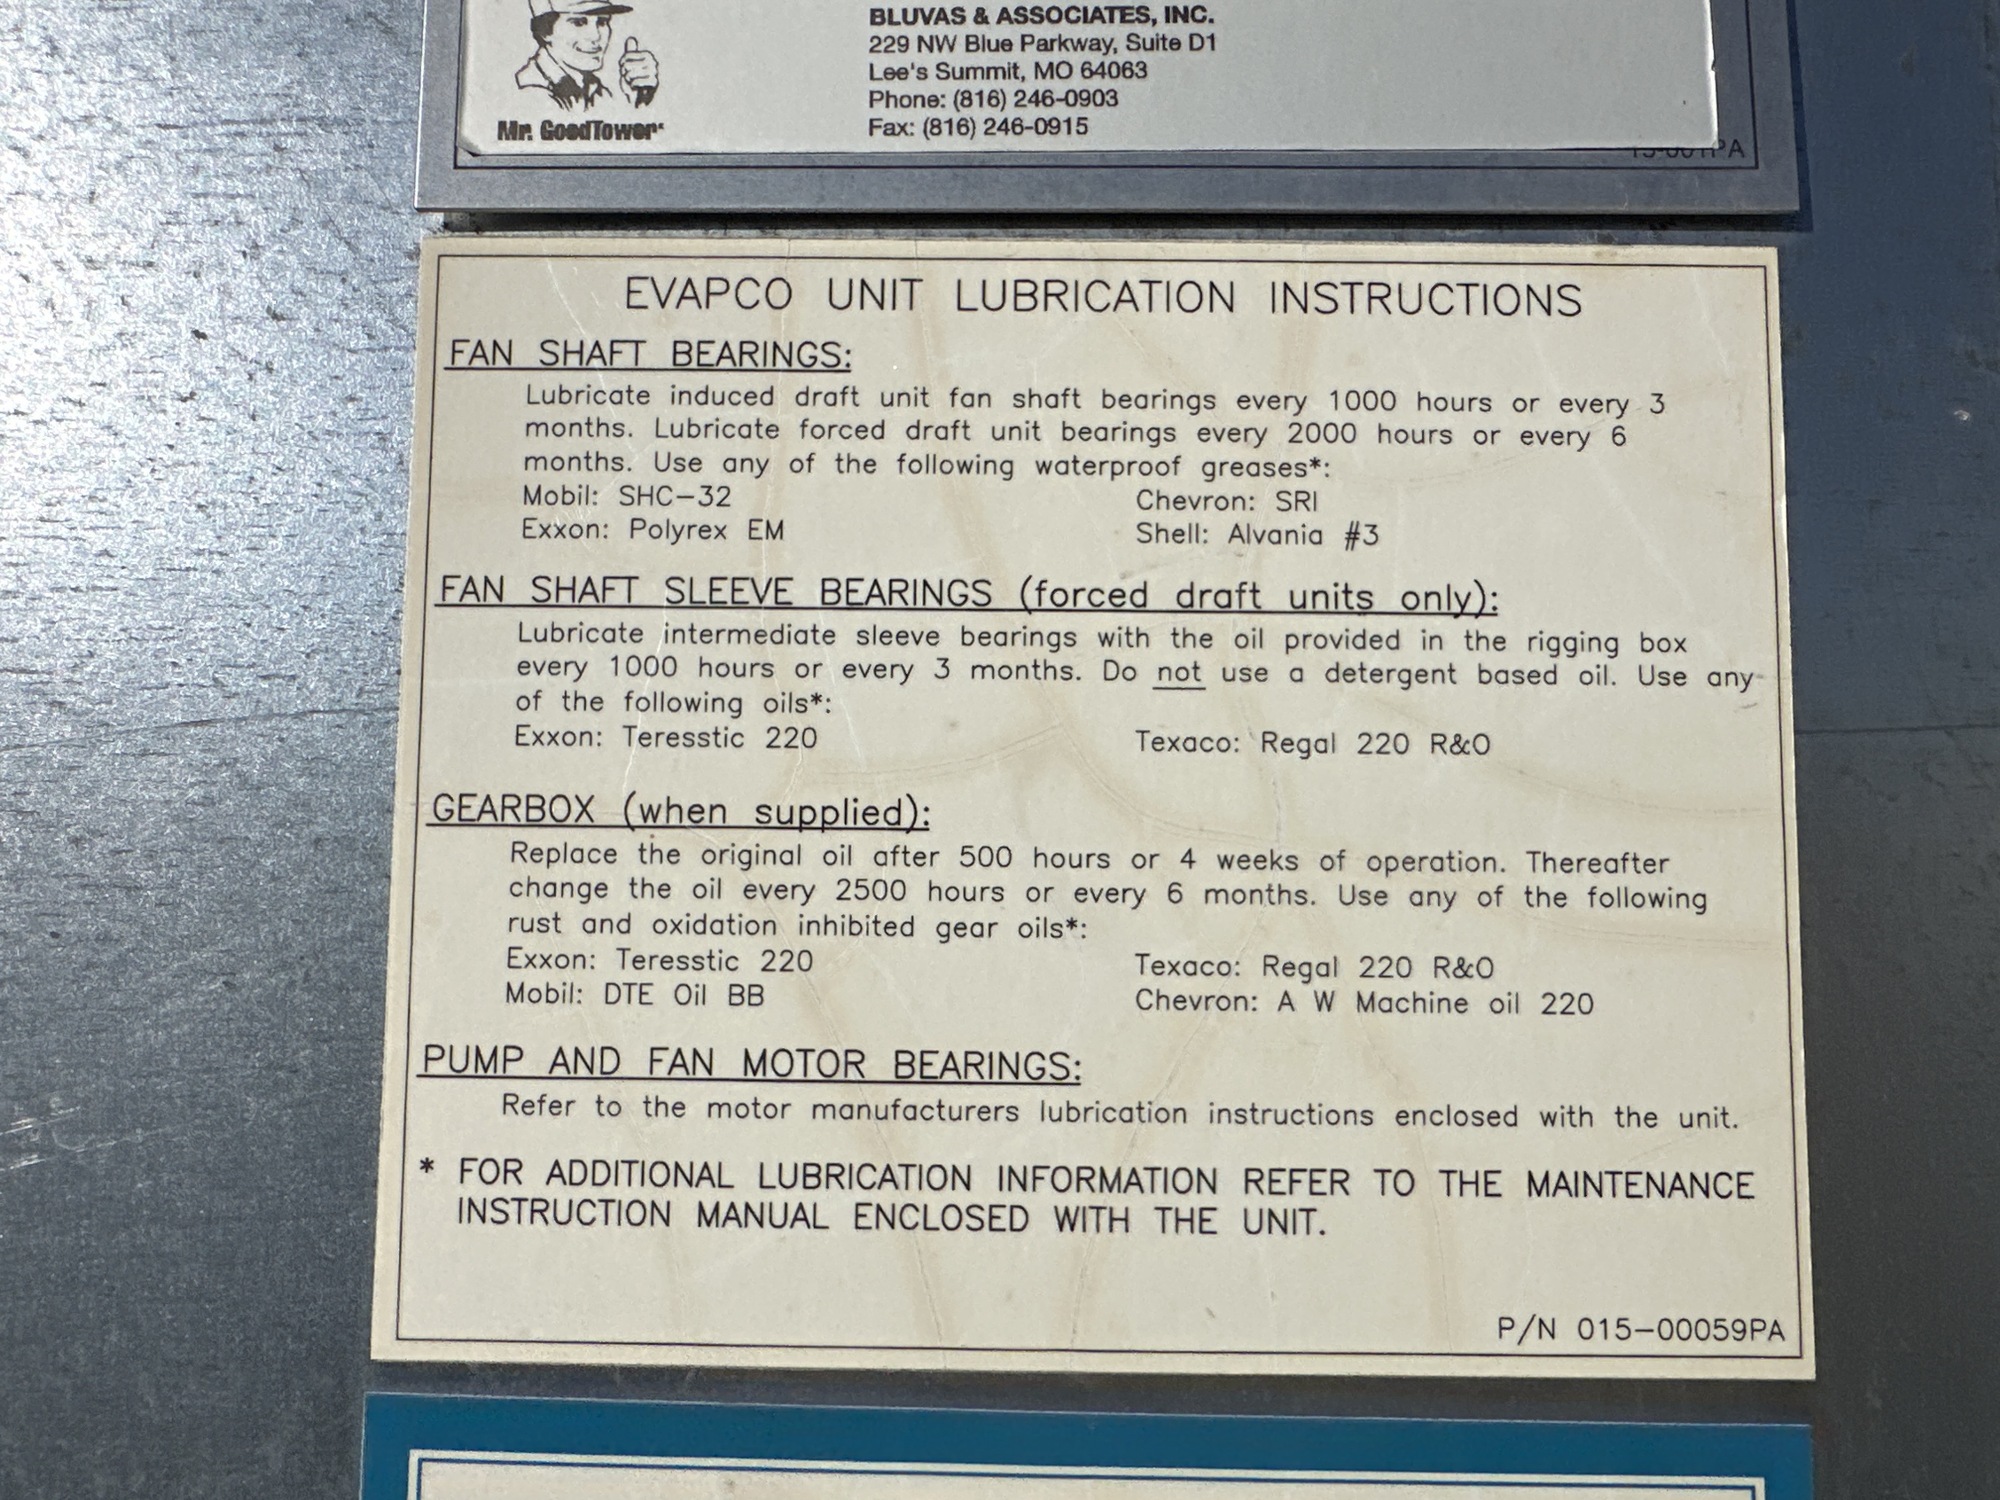 BLUVAS & ASSOCIATES, INC.
229 NW Blue Parkway, Suite D1
Lee's Summit, MO 64063
Phone: (816) 246-0903
Fax: (816) 246-0915
Mr. GoodTower
PA
EVAPCO UNIT LUBRICATION INSTRUCTIONS
FAN SHAFT BEARINGS:
Lubricate induced draft unit fan shaft bearings every 1000 hours or every 3
months. Lubricate forced draft unit bearings every 2000 hours or every 6
months. Use any of the following waterproof greases*:
Mobil: SHC-32 Chevron: SRI
Exxon: Polyrex EM Shell: Alvania #3
FAN SHAFT SLEEVE BEARINGS (forced draft units only):
Lubricate intermediate sleeve bearings with the oil provided in the rigging box
every 1000 hours or every 3 months. Do not use a detergent based oil. Use any
of the following oils*:
Exxon: Teresstic 220 Texaco: Regal 220 R&O
GEARBOX (when supplied):
Replace the original oil after 500 hours or 4 weeks of operation. Thereafter
change the oil every 2500 hours or every 6 months. Use any of the following
rust and oxidation inhibited gear oils*:
Exxon: Teresstic 220 Texaco: Regal 220 R&O
Mobil: DTE Oil BB Chevron: A W Machine oil 220
PUMP AND FAN MOTOR BEARINGS:
Refer to the motor manufacturers lubrication instructions enclosed with the unit.
* FOR ADDITIONAL LUBRICATION INFORMATION REFER TO THE MAINTENANCE
INSTRUCTION MANUAL ENCLOSED WITH THE UNIT.
P/N 015-00059PA